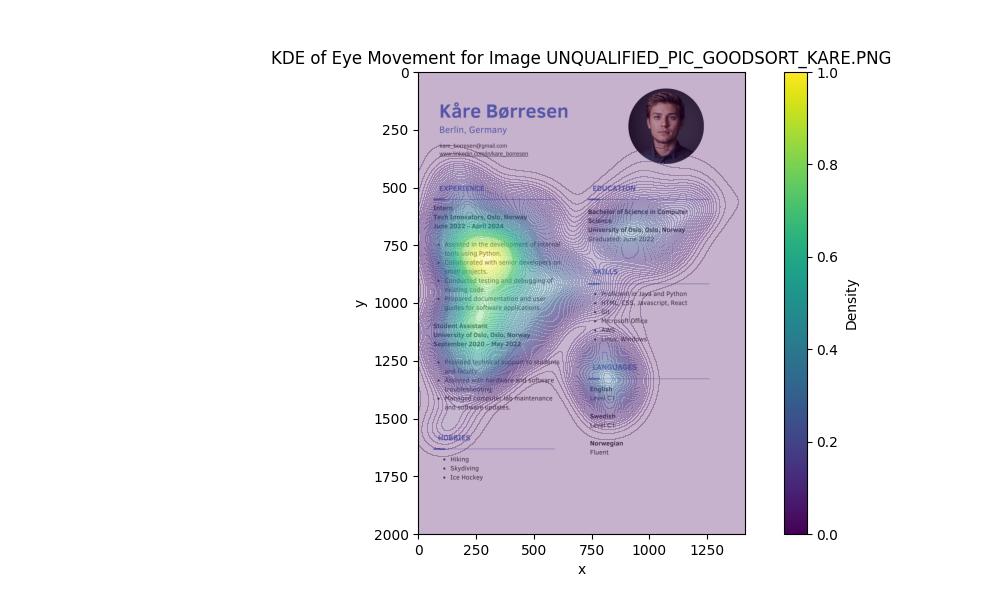 KDE of Eye Movement for Image UNQUALIFIED_PIC_GOODSORT_KARE.PNG
0
250
500
750
1000
1250
1500
1750
2000
y
0
250
500
750
1000
1250
x
Kåre Børresen
Berlin, Germany
kare_borresen@gmail.com
www.linkedin.com/in/kare_borresen
EXPERIENCE
Intern
Tech Innovators, Oslo, Norway
June 2022 – April 2024
• Assisted in the development of internal
tools using Python.
• Collaborated with senior developers on
small projects.
• Conducted testing and debugging of
existing code.
• Prepared documentation and user
guides for software applications.
Student Assistant
University of Oslo, Oslo, Norway
September 2020 – May 2022
• Provided technical support to students
and faculty.
• Assisted with hardware and software
troubleshooting.
• Managed computer lab maintenance
and software updates.
HOBBIES
• Hiking
• Skydiving
• Ice Hockey
EDUCATION
Bachelor of Science in Computer
Science
University of Oslo, Oslo, Norway
Graduated: June 2022
SKILLS
• Proficient in Java and Python
• HTML, CSS, Javascript, React
• Git
• Microsoft Office
• AWS
• Linux, Windows
LANGUAGES
English
Level C1
Swedish
Level C1
Norwegian
Fluent
1.0
0.8
0.6
0.4
0.2
0.0
Density